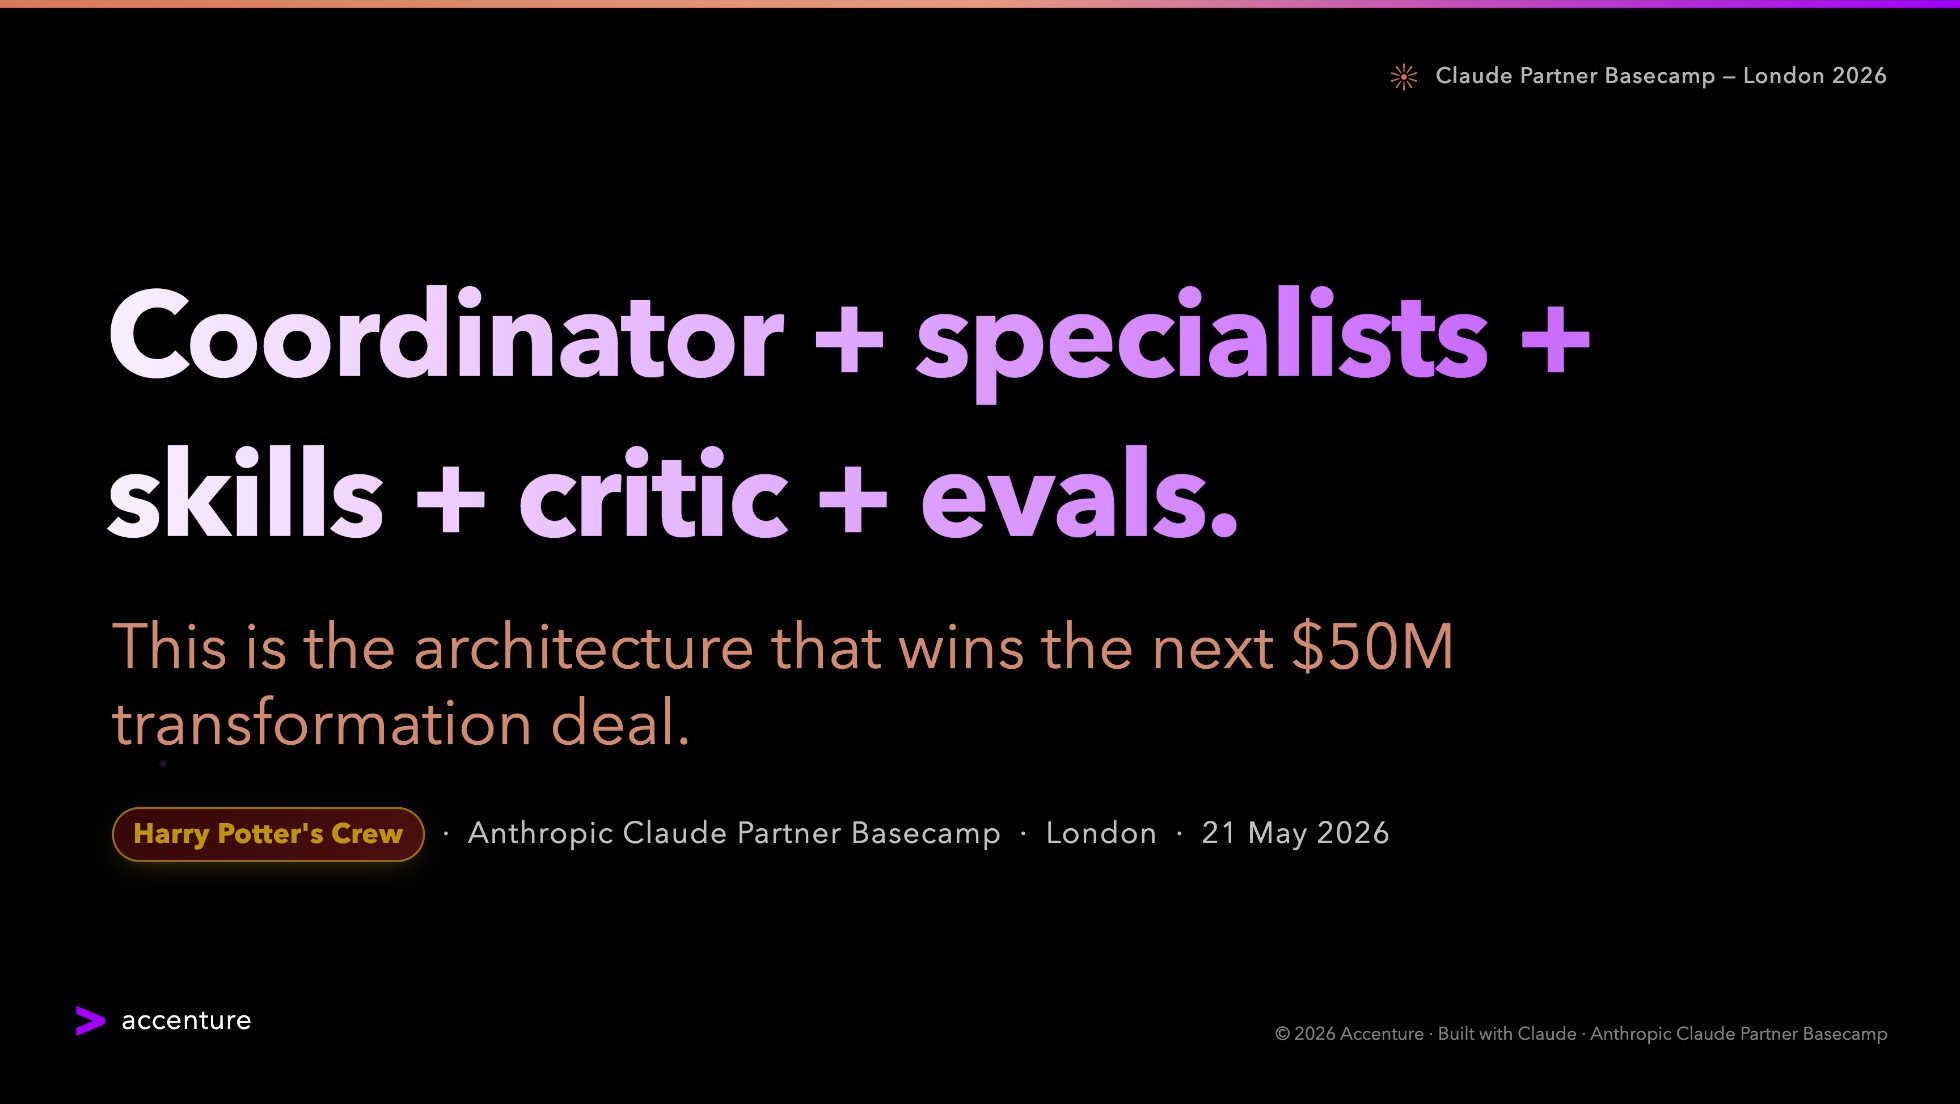 Claude Partner Basecamp – London 2026
Coordinator + specialists +
skills + critic + evals.
This is the architecture that wins the next $50M
transformation deal.
Harry Potter's Crew · Anthropic Claude Partner Basecamp · London · 21 May 2026
accenture
© 2026 Accenture · Built with Claude · Anthropic Claude Partner Basecamp